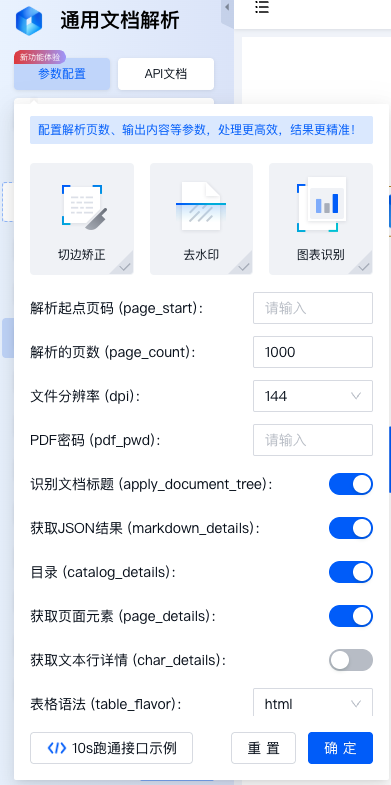 通用文档解析
新功能体验
参数配置
API文档
配置解析页数、输出内容等参数，处理更高效，结果更精准！
切边矫正
去水印
图表识别
解析起点页码 (page_start)：
请输入
解析的页数 (page_count)：
1000
文件分辨率 (dpi)：
144
PDF密码 (pdf_pwd)：
请输入
识别文档标题 (apply_document_tree)：
获取JSON结果 (markdown_details)：
目录 (catalog_details)：
获取页面元素 (page_details)：
获取文本行详情 (char_details)：
表格语法 (table_flavor)：
html
</> 10s跑通接口示例
重 置
确 定